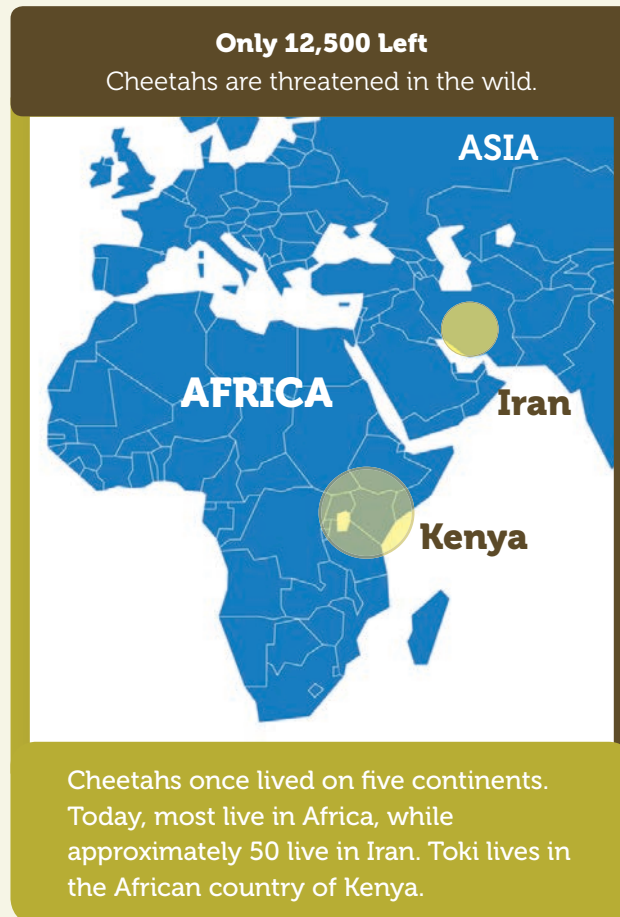 Only 12,500 Left
Cheetahs are threatened in the wild.
ASIA
AFRICA
Iran
Kenya
Cheetahs once lived on five continents.
Today, most live in Africa, while
approximately 50 live in Iran. Toki lives in
the African country of Kenya.